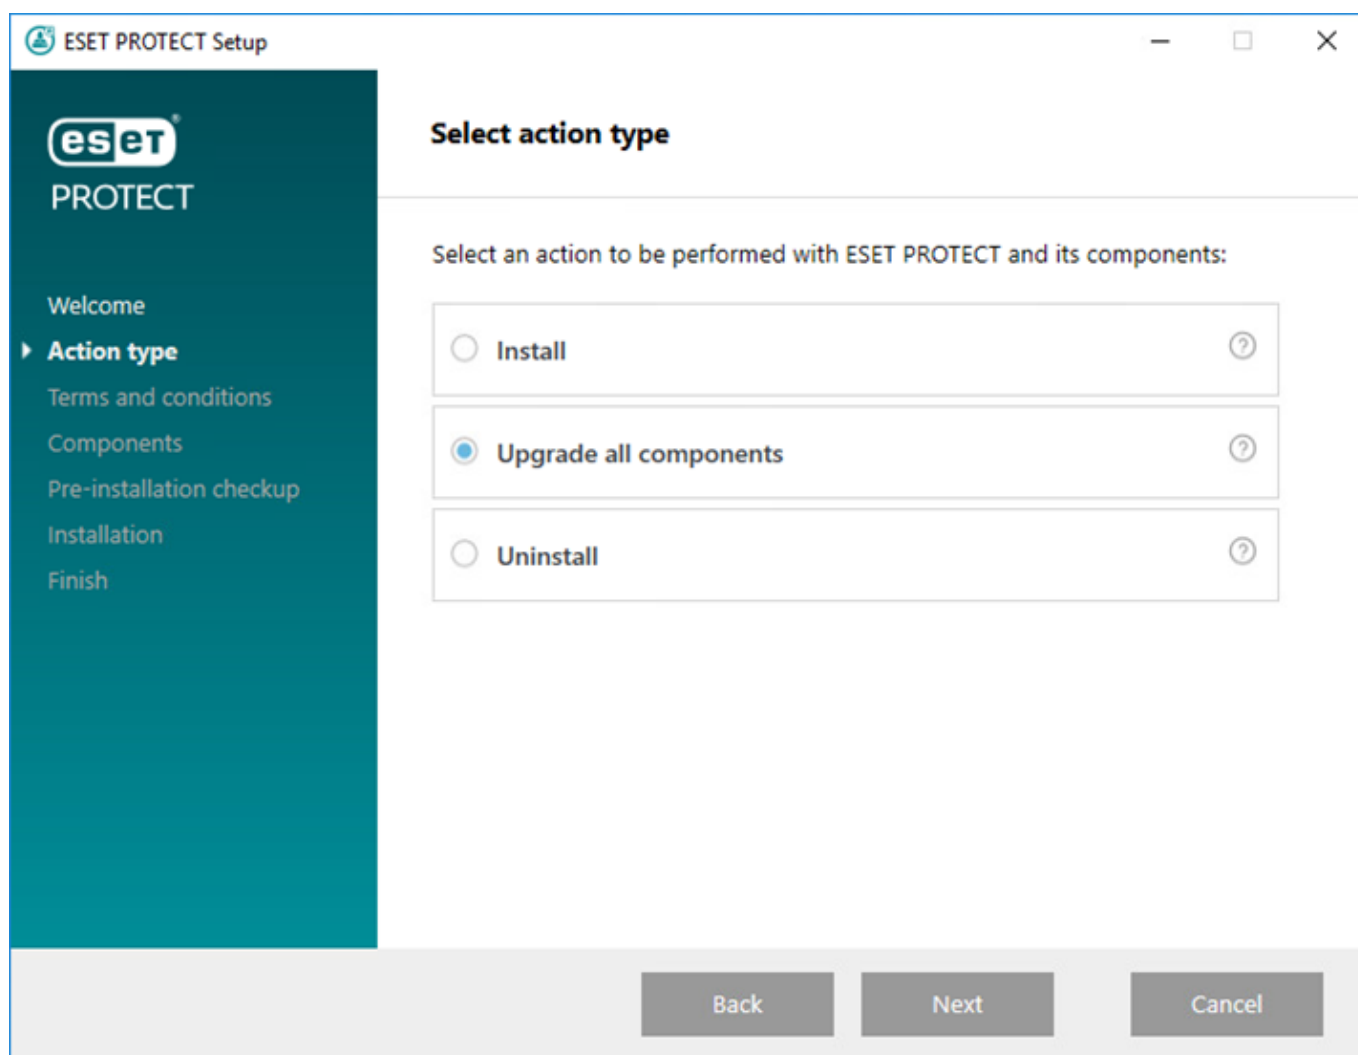 ESET PROTECT Setup
eset®
PROTECT
Welcome
Action type
Terms and conditions
Components
Pre-installation checkup
Installation
Finish
Select action type
Select an action to be performed with ESET PROTECT and its components:
Install ?
Upgrade all components ?
Uninstall ?
Back Next Cancel